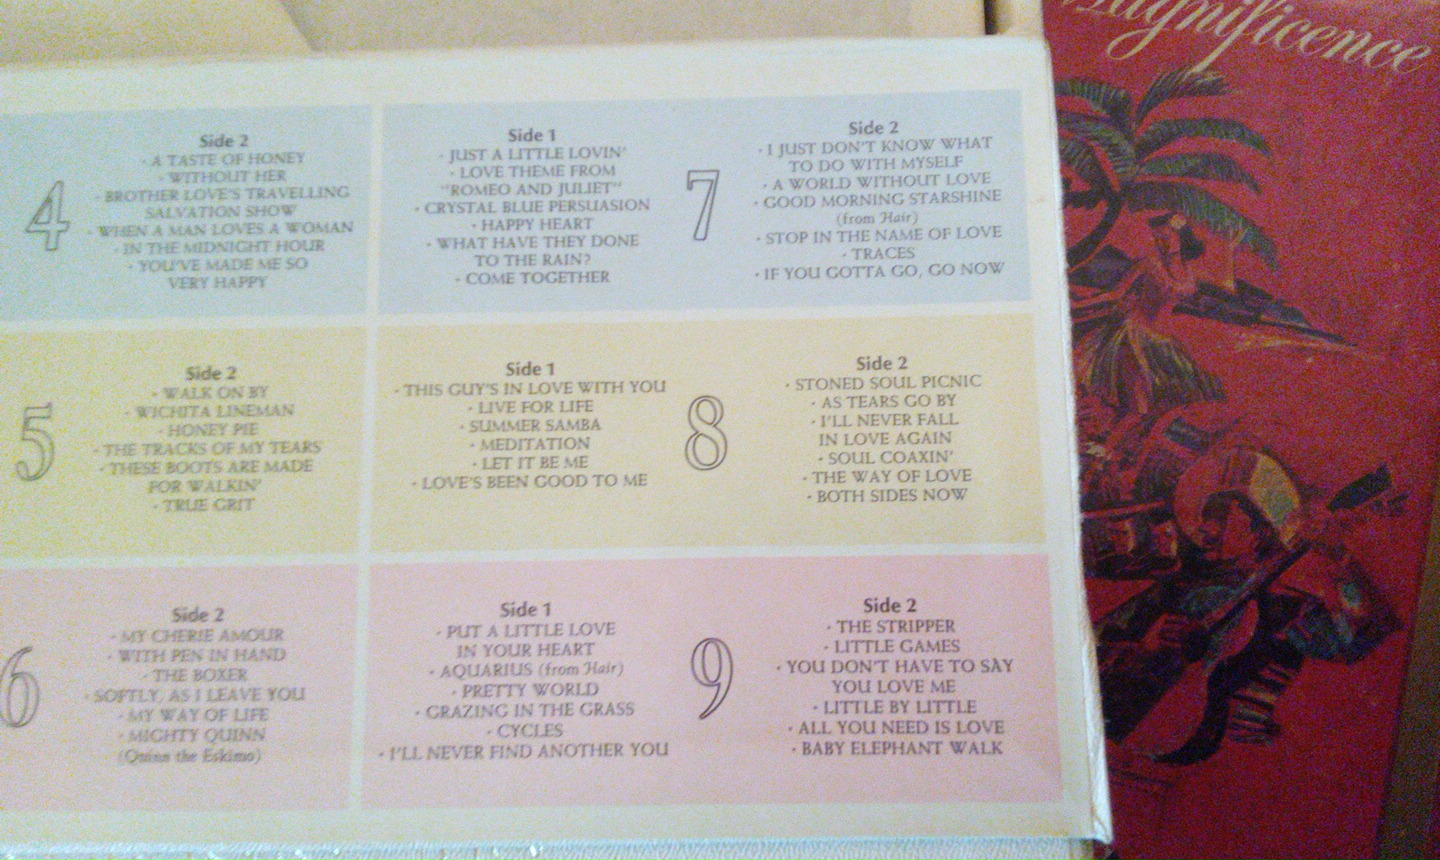 Magnificence
4
Side 2
· A TASTE OF HONEY
· WITHOUT HER
· BROTHER LOVE'S TRAVELLING
SALVATION SHOW
· WHEN A MAN LOVES A WOMAN
· IN THE MIDNIGHT HOUR
· YOU'VE MADE ME SO
VERY HAPPY
Side 1
· JUST A LITTLE LOVIN'
· LOVE THEME FROM
"ROMEO AND JULIET"
· CRYSTAL BLUE PERSUASION
· HAPPY HEART
· WHAT HAVE THEY DONE
TO THE RAIN?
· COME TOGETHER
7
Side 2
· I JUST DON'T KNOW WHAT
TO DO WITH MYSELF
· A WORLD WITHOUT LOVE
· GOOD MORNING STARSHINE
(from Hair)
· STOP IN THE NAME OF LOVE
· TRACES
· IF YOU GOTTA GO, GO NOW
5
Side 2
· WALK ON BY
· WICHITA LINEMAN
· HONEY PIE
· THE TRACKS OF MY TEARS
· THESE BOOTS ARE MADE
FOR WALKIN'
· TRUE GRIT
Side 1
· THIS GUY'S IN LOVE WITH YOU
· LIVE FOR LIFE
· SUMMER SAMBA
· MEDITATION
· LET IT BE ME
· LOVE'S BEEN GOOD TO ME
8
Side 2
· STONED SOUL PICNIC
· AS TEARS GO BY
· I'LL NEVER FALL
IN LOVE AGAIN
· SOUL COAXIN'
· THE WAY OF LOVE
· BOTH SIDES NOW
6
Side 2
· MY CHERIE AMOUR
· WITH PEN IN HAND
· THE BOXER
· SOFTLY, AS I LEAVE YOU
· MY WAY OF LIFE
· MIGHTY QUINN
(Quinn the Eskimo)
Side 1
· PUT A LITTLE LOVE
IN YOUR HEART
· AQUARIUS (from Hair)
· PRETTY WORLD
· GRAZING IN THE GRASS
· CYCLES
· I'LL NEVER FIND ANOTHER YOU
9
Side 2
· THE STRIPPER
· LITTLE GAMES
· YOU DON'T HAVE TO SAY
YOU LOVE ME
· LITTLE BY LITTLE
· ALL YOU NEED IS LOVE
· BABY ELEPHANT WALK